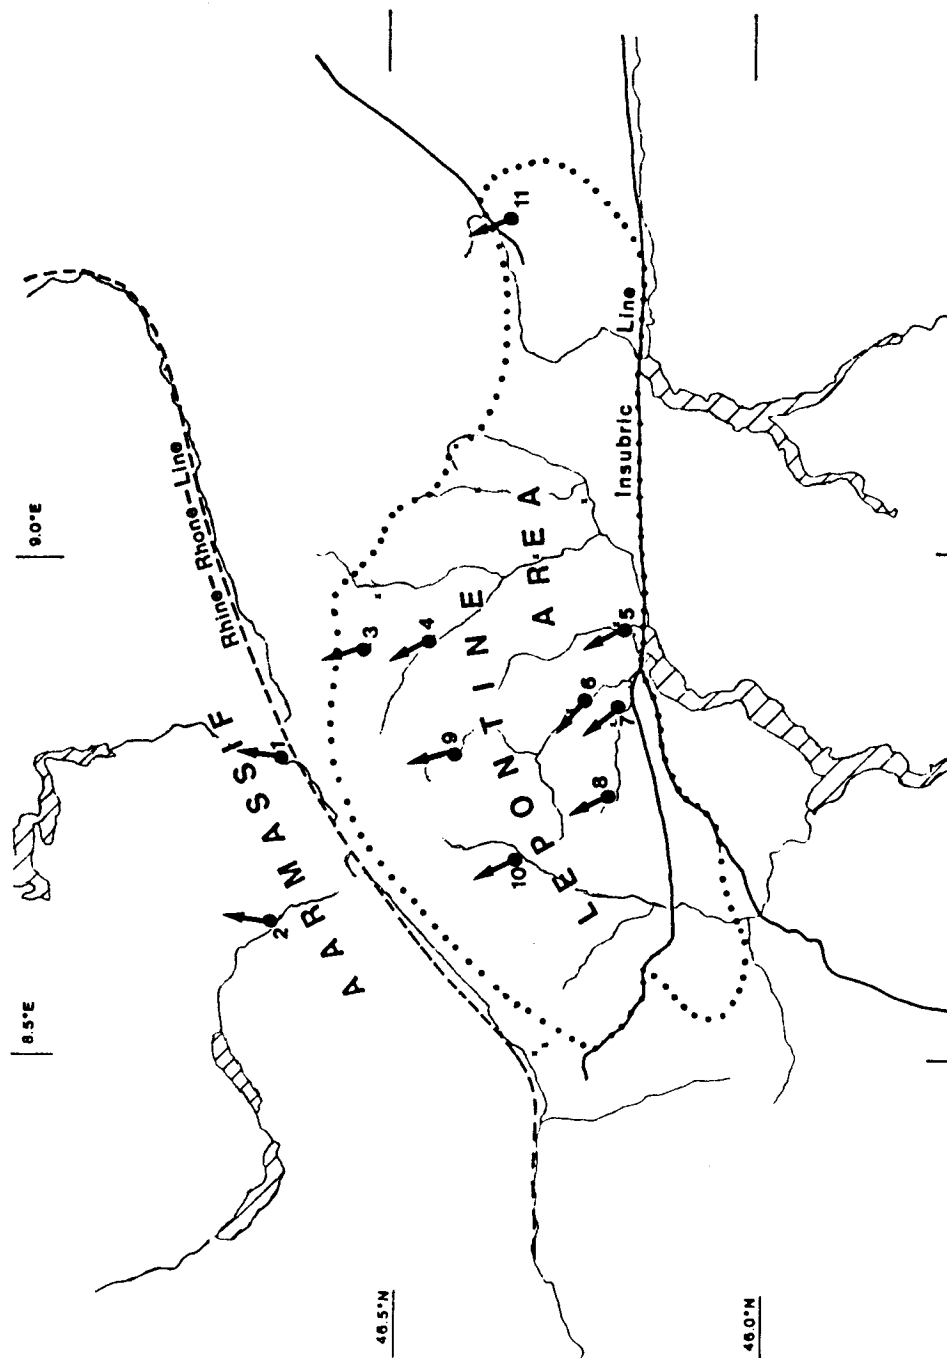 8.5°E
9.0°E
46.5°N
46.0°N
Rhine-Rhone-Line
AAR MASSIF
LEPONTINE
AREA
Insubric Line
1
2
3
4
5
6
7
8
9
10
11